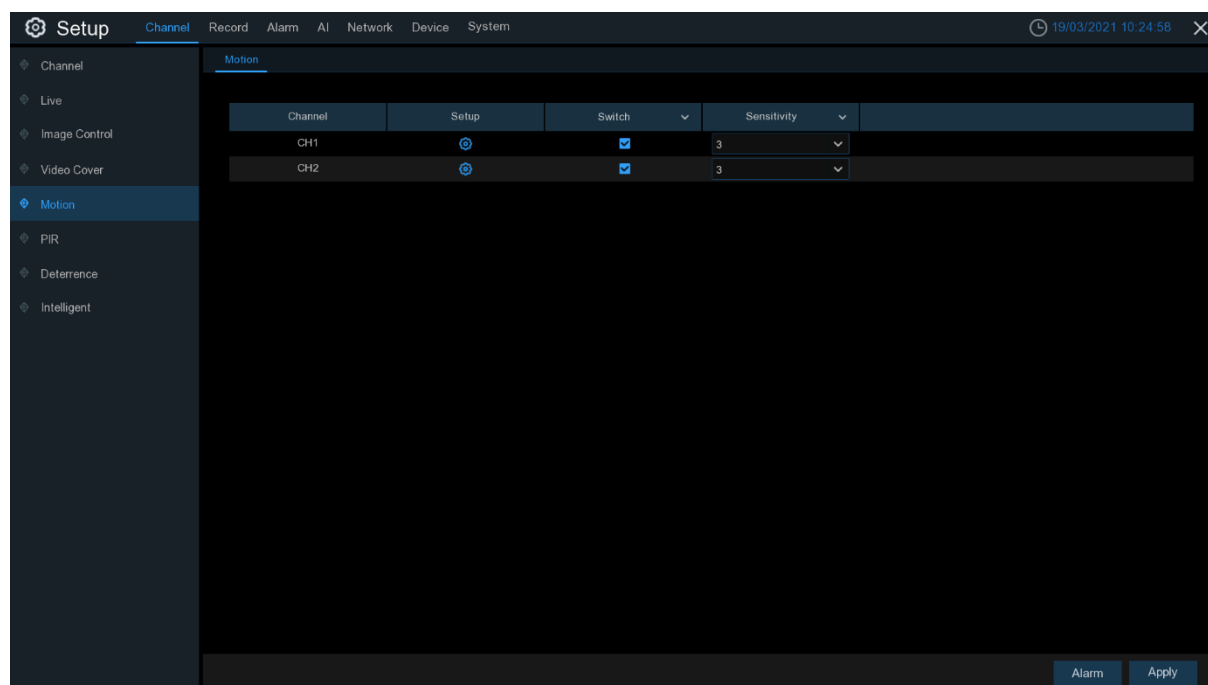 Setup Channel Record Alarm AI Network Device System 19/03/2021 10:24:58
Channel
Live
Image Control
Video Cover
Motion
PIR
Deterrence
Intelligent
Motion
Channel Setup Switch Sensitivity
CH1 3
CH2 3
Alarm Apply